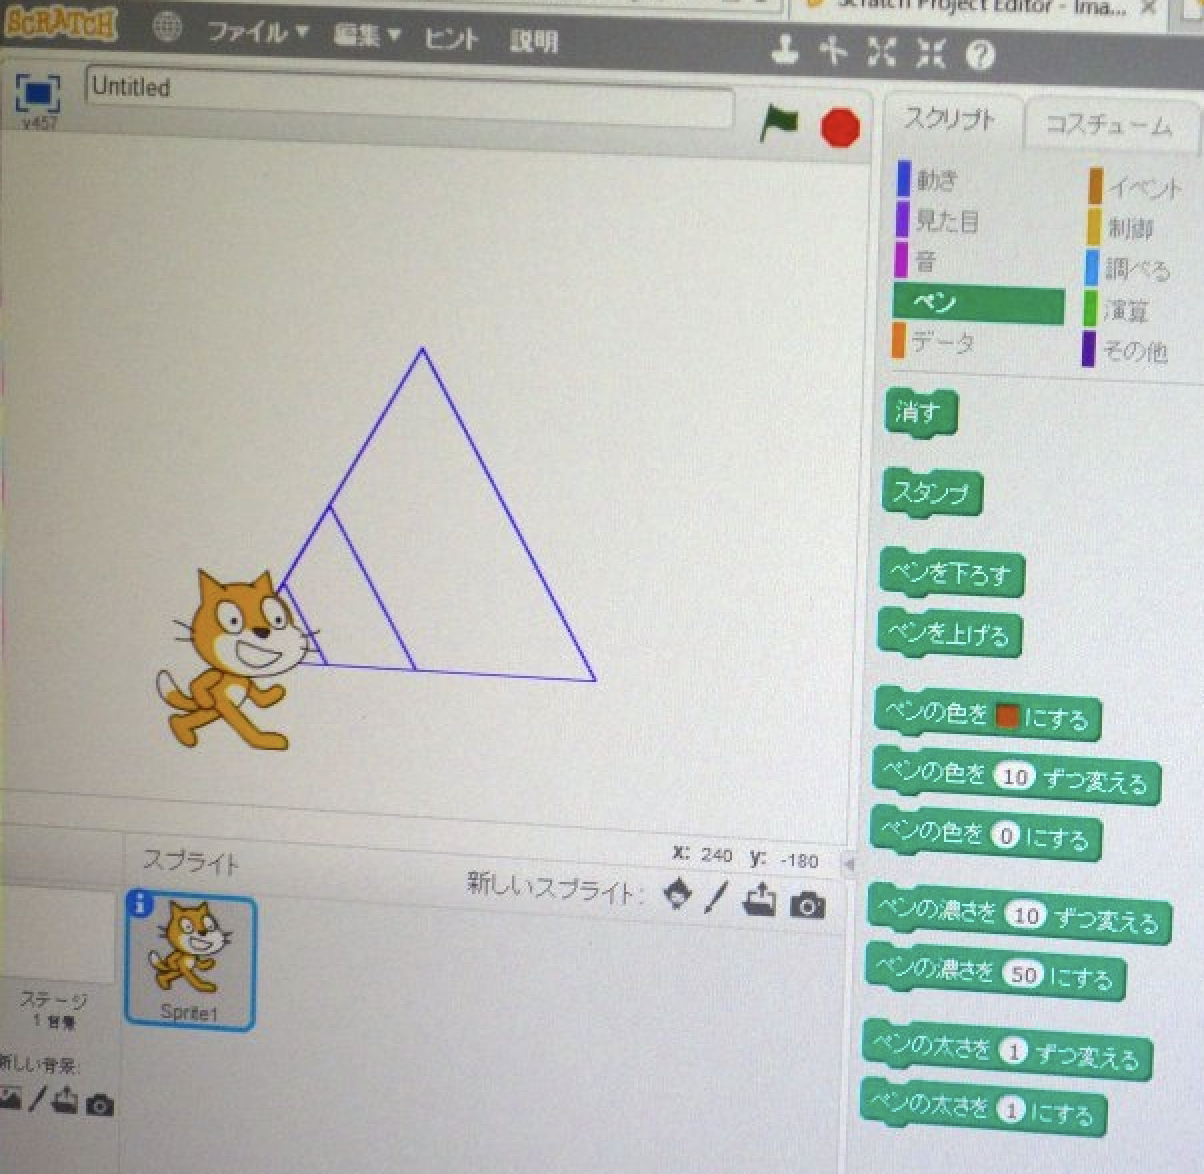 Scratch Project Editor - Ima...
SCRATCH ファイル▼ 編集▼ ヒント 説明
Untitled
v457
スクリプト コスチューム
動き イベント
見た目 制御
音 調べる
ペン 演算
データ その他
消す
スタンプ
ペンを下ろす
ペンを上げる
ペンの色を にする
ペンの色を 10 ずつ変える
ペンの色を 0 にする
ペンの濃さを 10 ずつ変える
ペンの濃さを 50 にする
ペンの太さを 1 ずつ変える
ペンの太さを 1 にする
x: 240 y: -180
スプライト 新しいスプライト:
Sprite1
ステージ
1 背景
新しい背景: